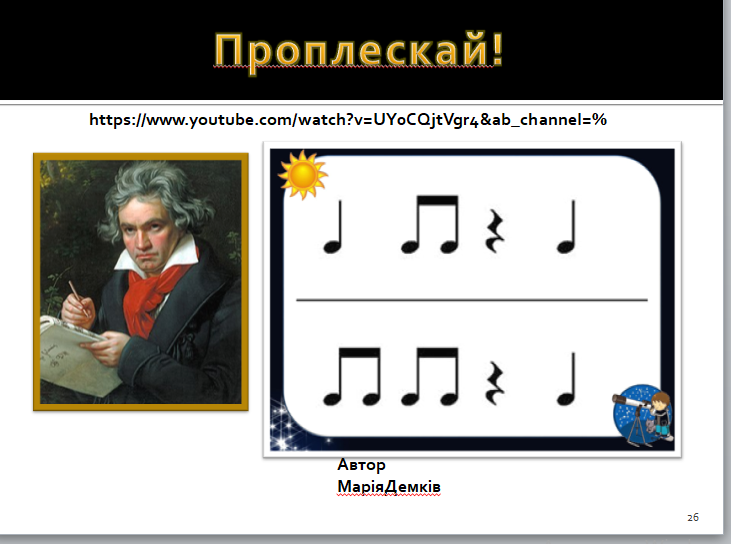 Проплескай!
https://www.youtube.com/watch?v=UYoCQjtVgr4&ab_channel=%
Автор
МаріяДемків
26